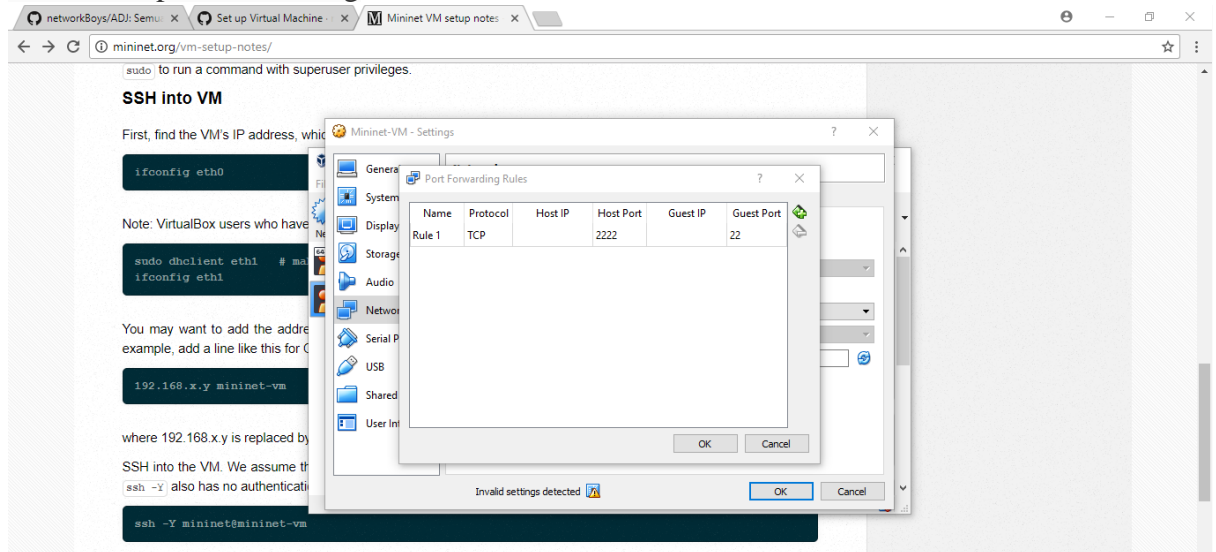 networkBoys/ADJ: Semu
Set up Virtual Machine -
Mininet VM setup notes
mininet.org/vm-setup-notes/
sudo to run a command with superuser privileges.
SSH into VM
First, find the VM's IP address, whic
ifconfig eth0
Note: VirtualBox users who have
sudo dhclient eth1 # ma
ifconfig eth1
You may want to add the addre
example, add a line like this for
192.168.x.y mininet-vm
where 192.168.x.y is replaced by
SSH into the VM. We assume th
ssh -Y also has no authenticati
ssh -Y mininet@mininet-vm
Fi
Ne
64
Mininet-VM - Settings
Genera
System
Display
Storage
Audio
Networ
Serial P
USB
Shared
User Int
Port Forwarding Rules
Name Protocol Host IP Host Port Guest IP Guest Port
Rule 1 TCP 2222 22
OK Cancel
Invalid settings detected
OK Cancel